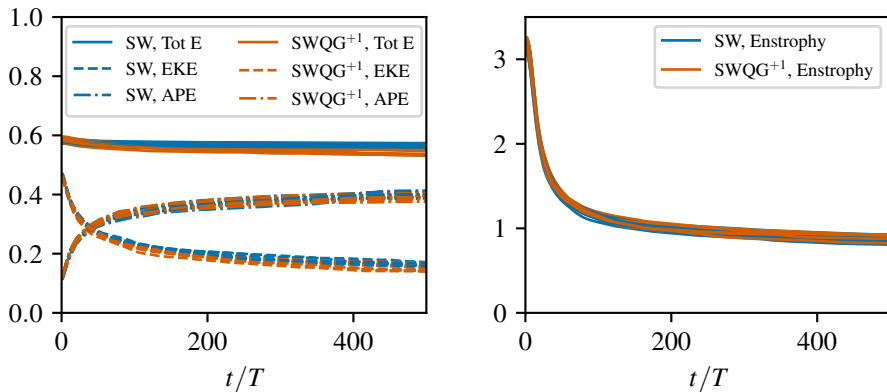 1.0
0.8
0.6
0.4
0.2
0.0
0
200
400
t/T
SW, Tot E
SW, EKE
SW, APE
SWQG⁺¹, Tot E
SWQG⁺¹, EKE
SWQG⁺¹, APE
3
2
1
0
0
200
400
t/T
SW, Enstrophy
SWQG⁺¹, Enstrophy